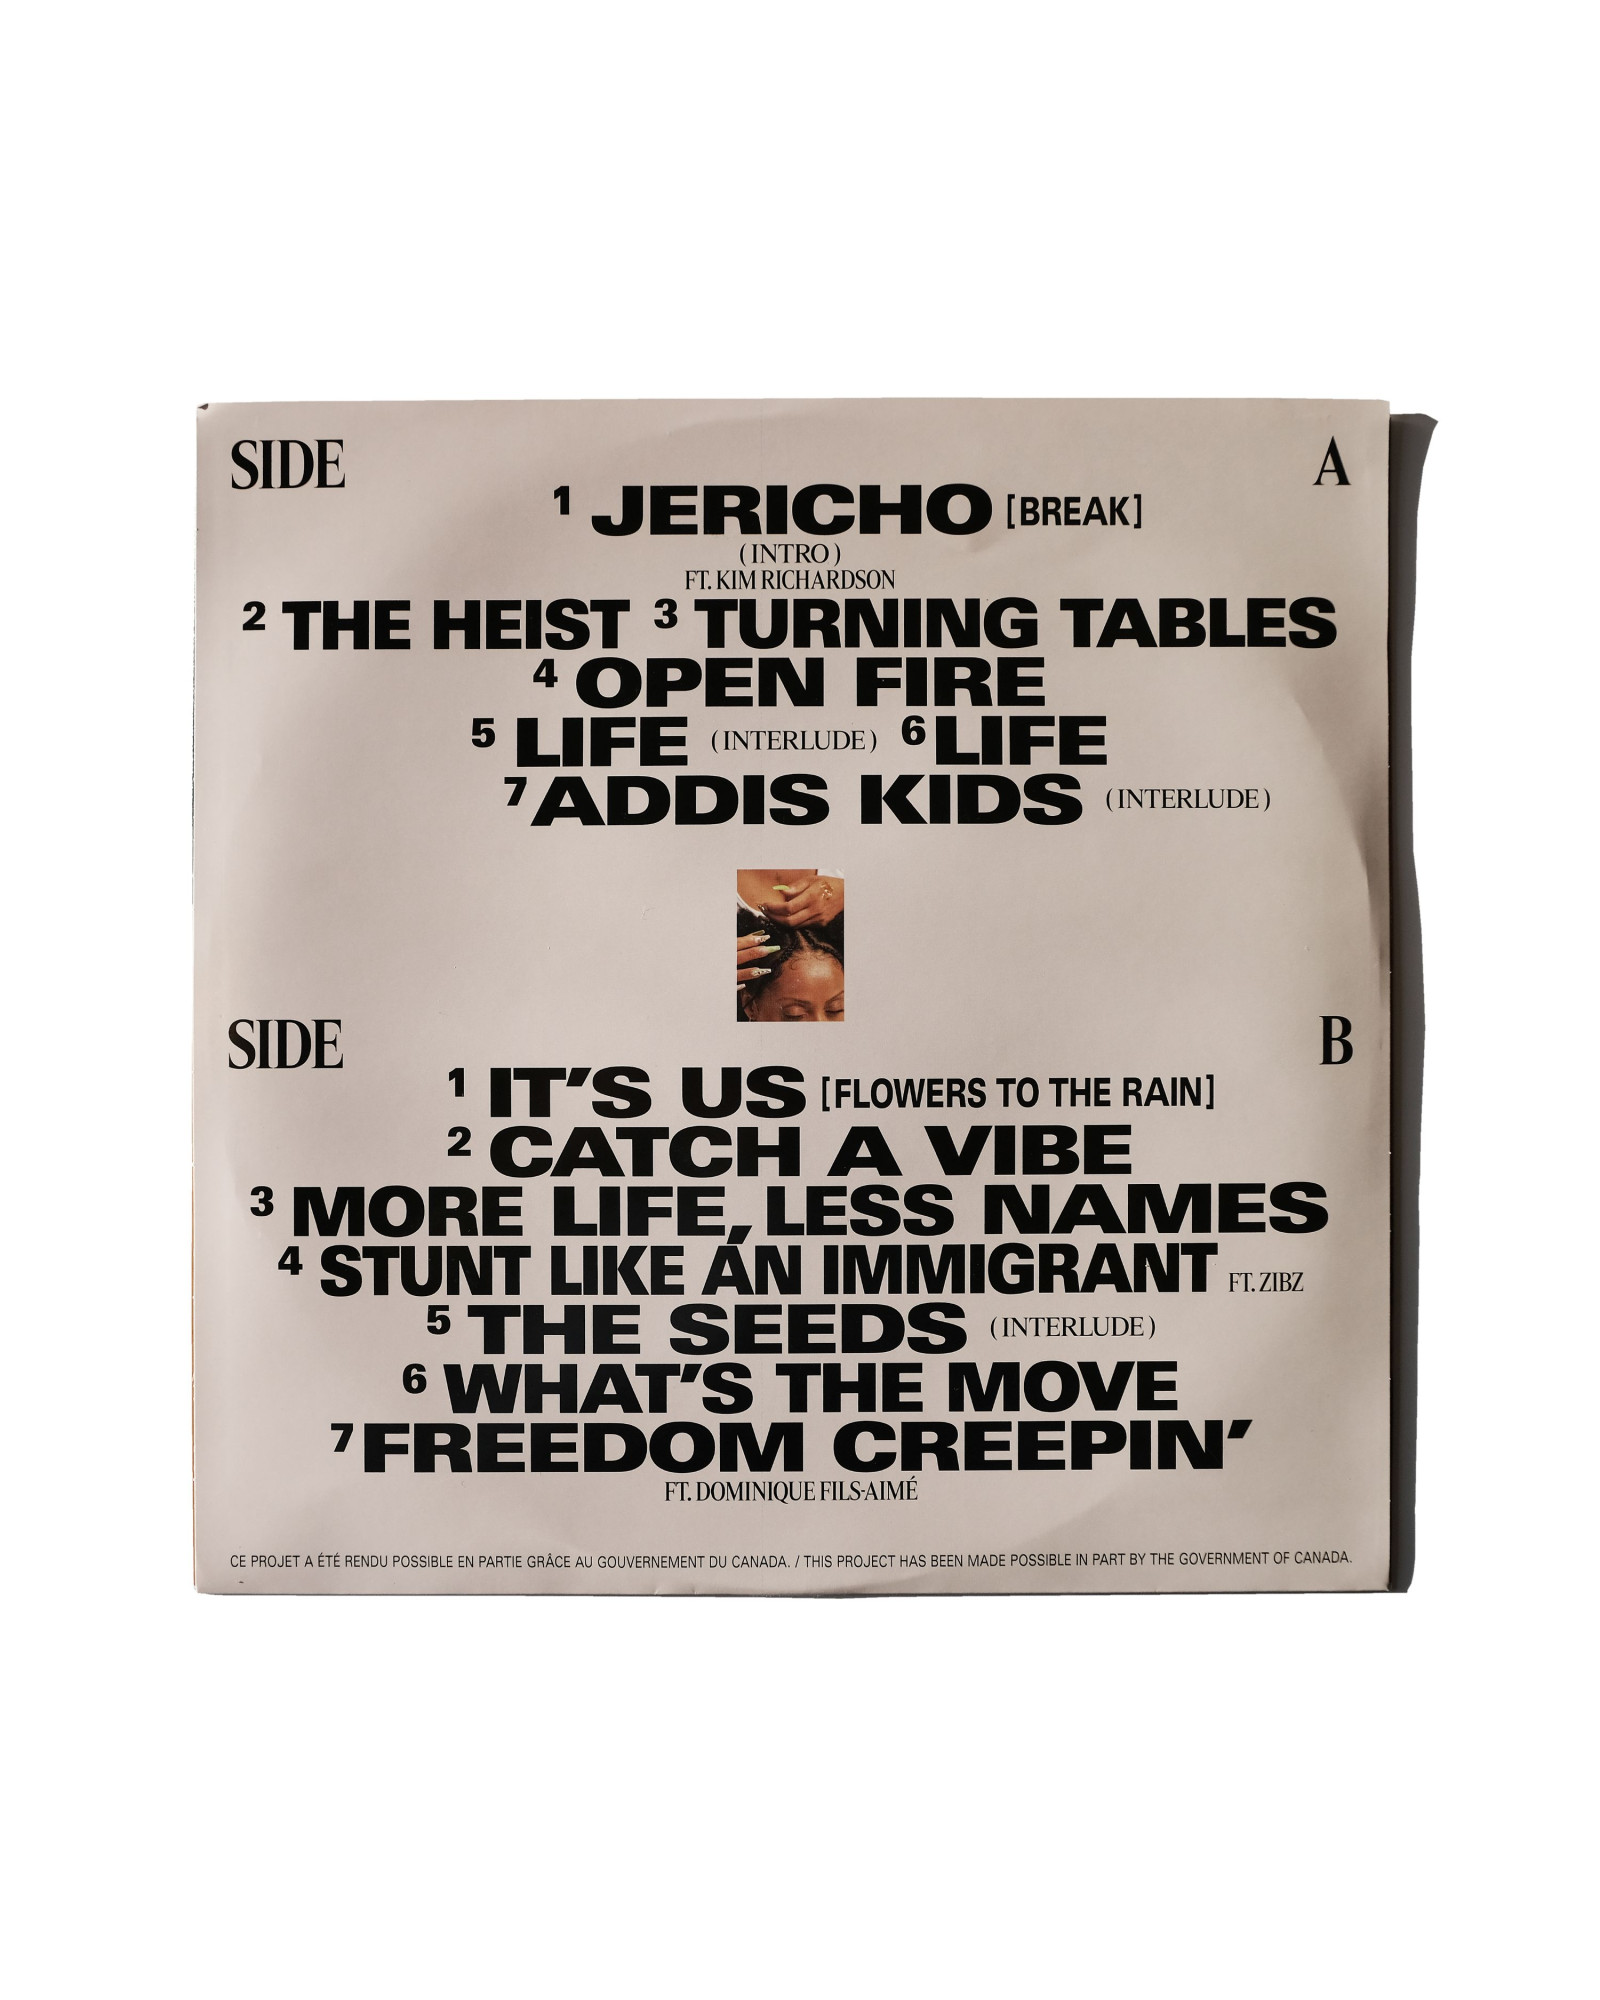 SIDE A
1 JERICHO [BREAK]
(INTRO)
FT. KIM RICHARDSON
2 THE HEIST 3 TURNING TABLES
4 OPEN FIRE
5 LIFE (INTERLUDE) 6 LIFE
7 ADDIS KIDS (INTERLUDE)
SIDE B
1 IT'S US [FLOWERS TO THE RAIN]
2 CATCH A VIBE
3 MORE LIFE, LESS NAMES
4 STUNT LIKE AN IMMIGRANT FT. ZIBZ
5 THE SEEDS (INTERLUDE)
6 WHAT'S THE MOVE
7 FREEDOM CREEPIN'
FT. DOMINIQUE FILS-AIMÉ
CE PROJET A ÉTÉ RENDU POSSIBLE EN PARTIE GRÂCE AU GOUVERNEMENT DU CANADA. / THIS PROJECT HAS BEEN MADE POSSIBLE IN PART BY THE GOVERNMENT OF CANADA.